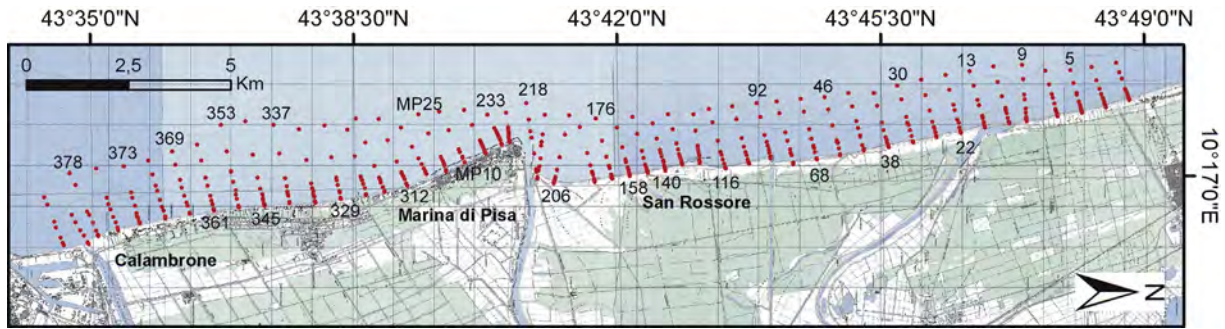 43°35'0"N 43°38'30"N 43°42'0"N 43°45'30"N 43°49'0"N
0 2,5 5
Km
378 373 369 353 337 MP25 233 218 176 92 46 30 13 9 5
361 345 329 312 MP10 206 158 140 116 68 38 22
10°17'0"E
Calambrone
Marina di Pisa
San Rossore
N